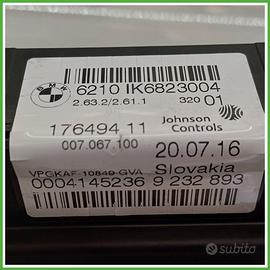 BMW
6210 IK6823004
2.63.2/2.61.1 320 01
176494 11 Johnson Controls
007.067.100 20.07.16
VPGKAF-10849-GVA Slovakia
0004145236 9 232 893
subito